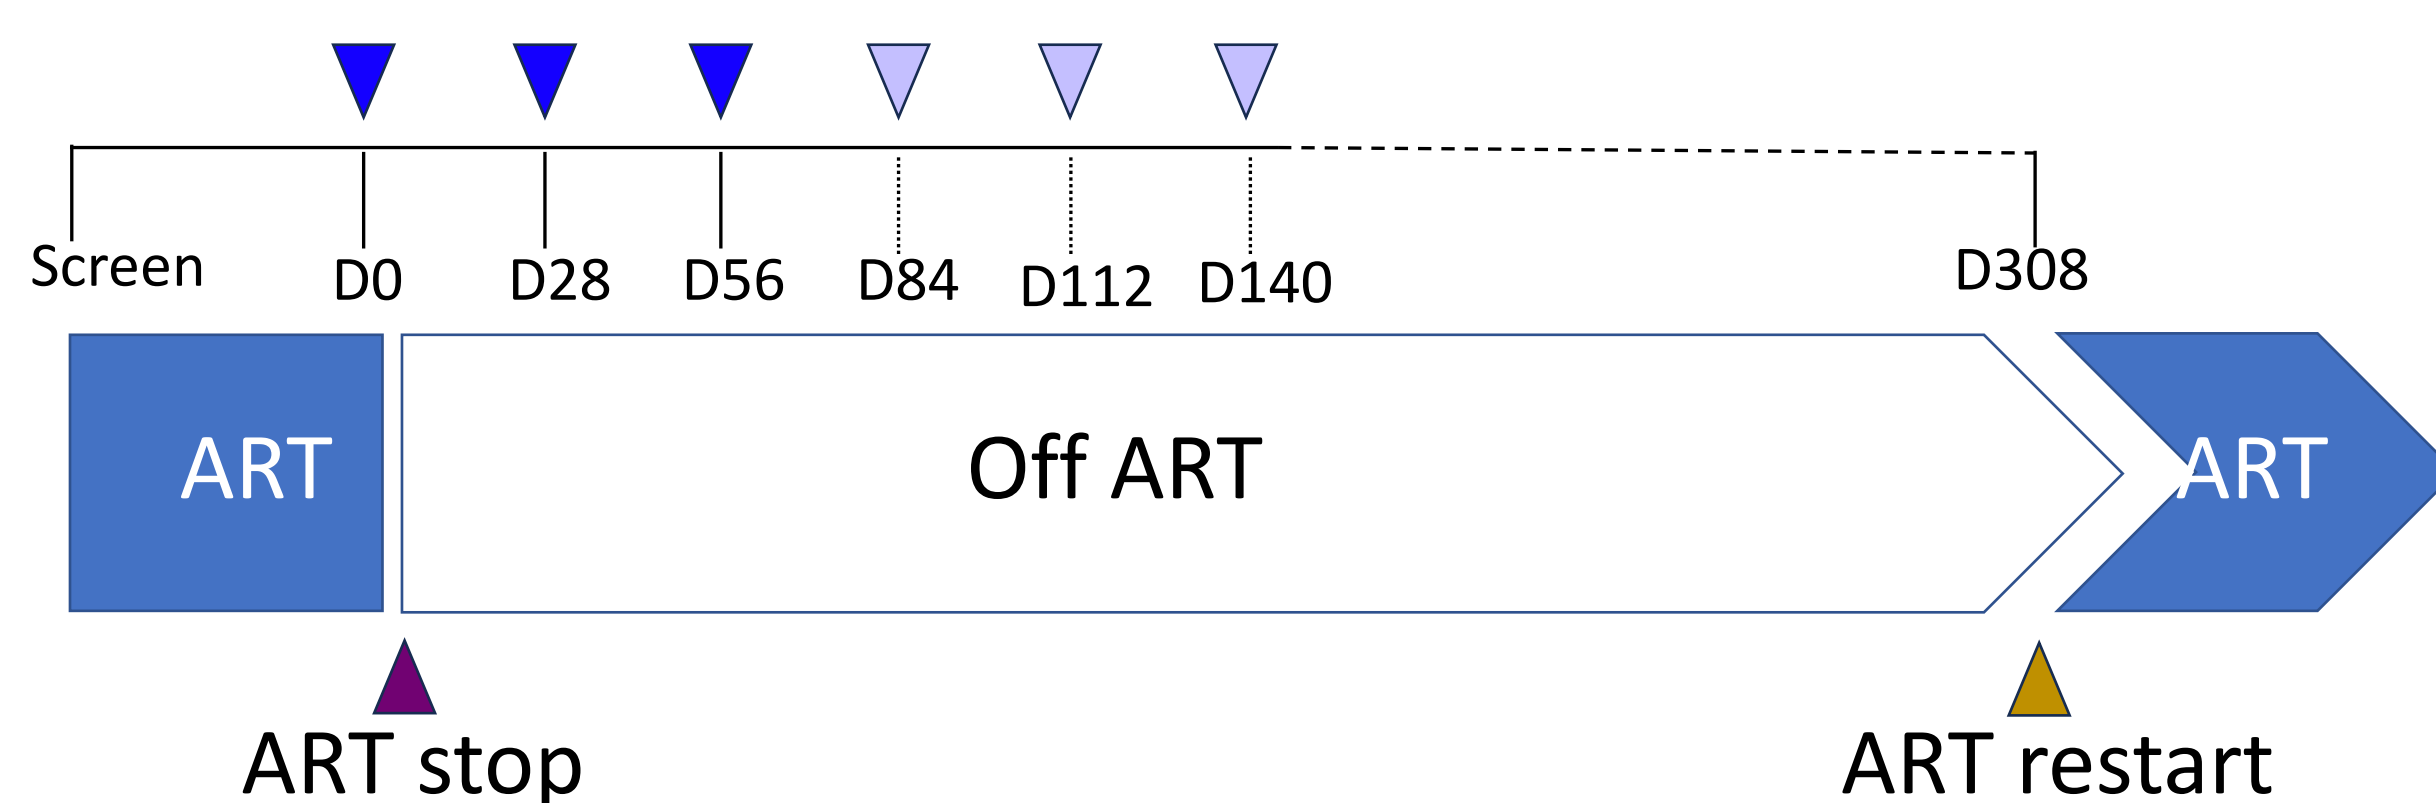 Screen D0 D28 D56 D84 D112 D140 D308
ART Off ART ART
ART stop ART restart